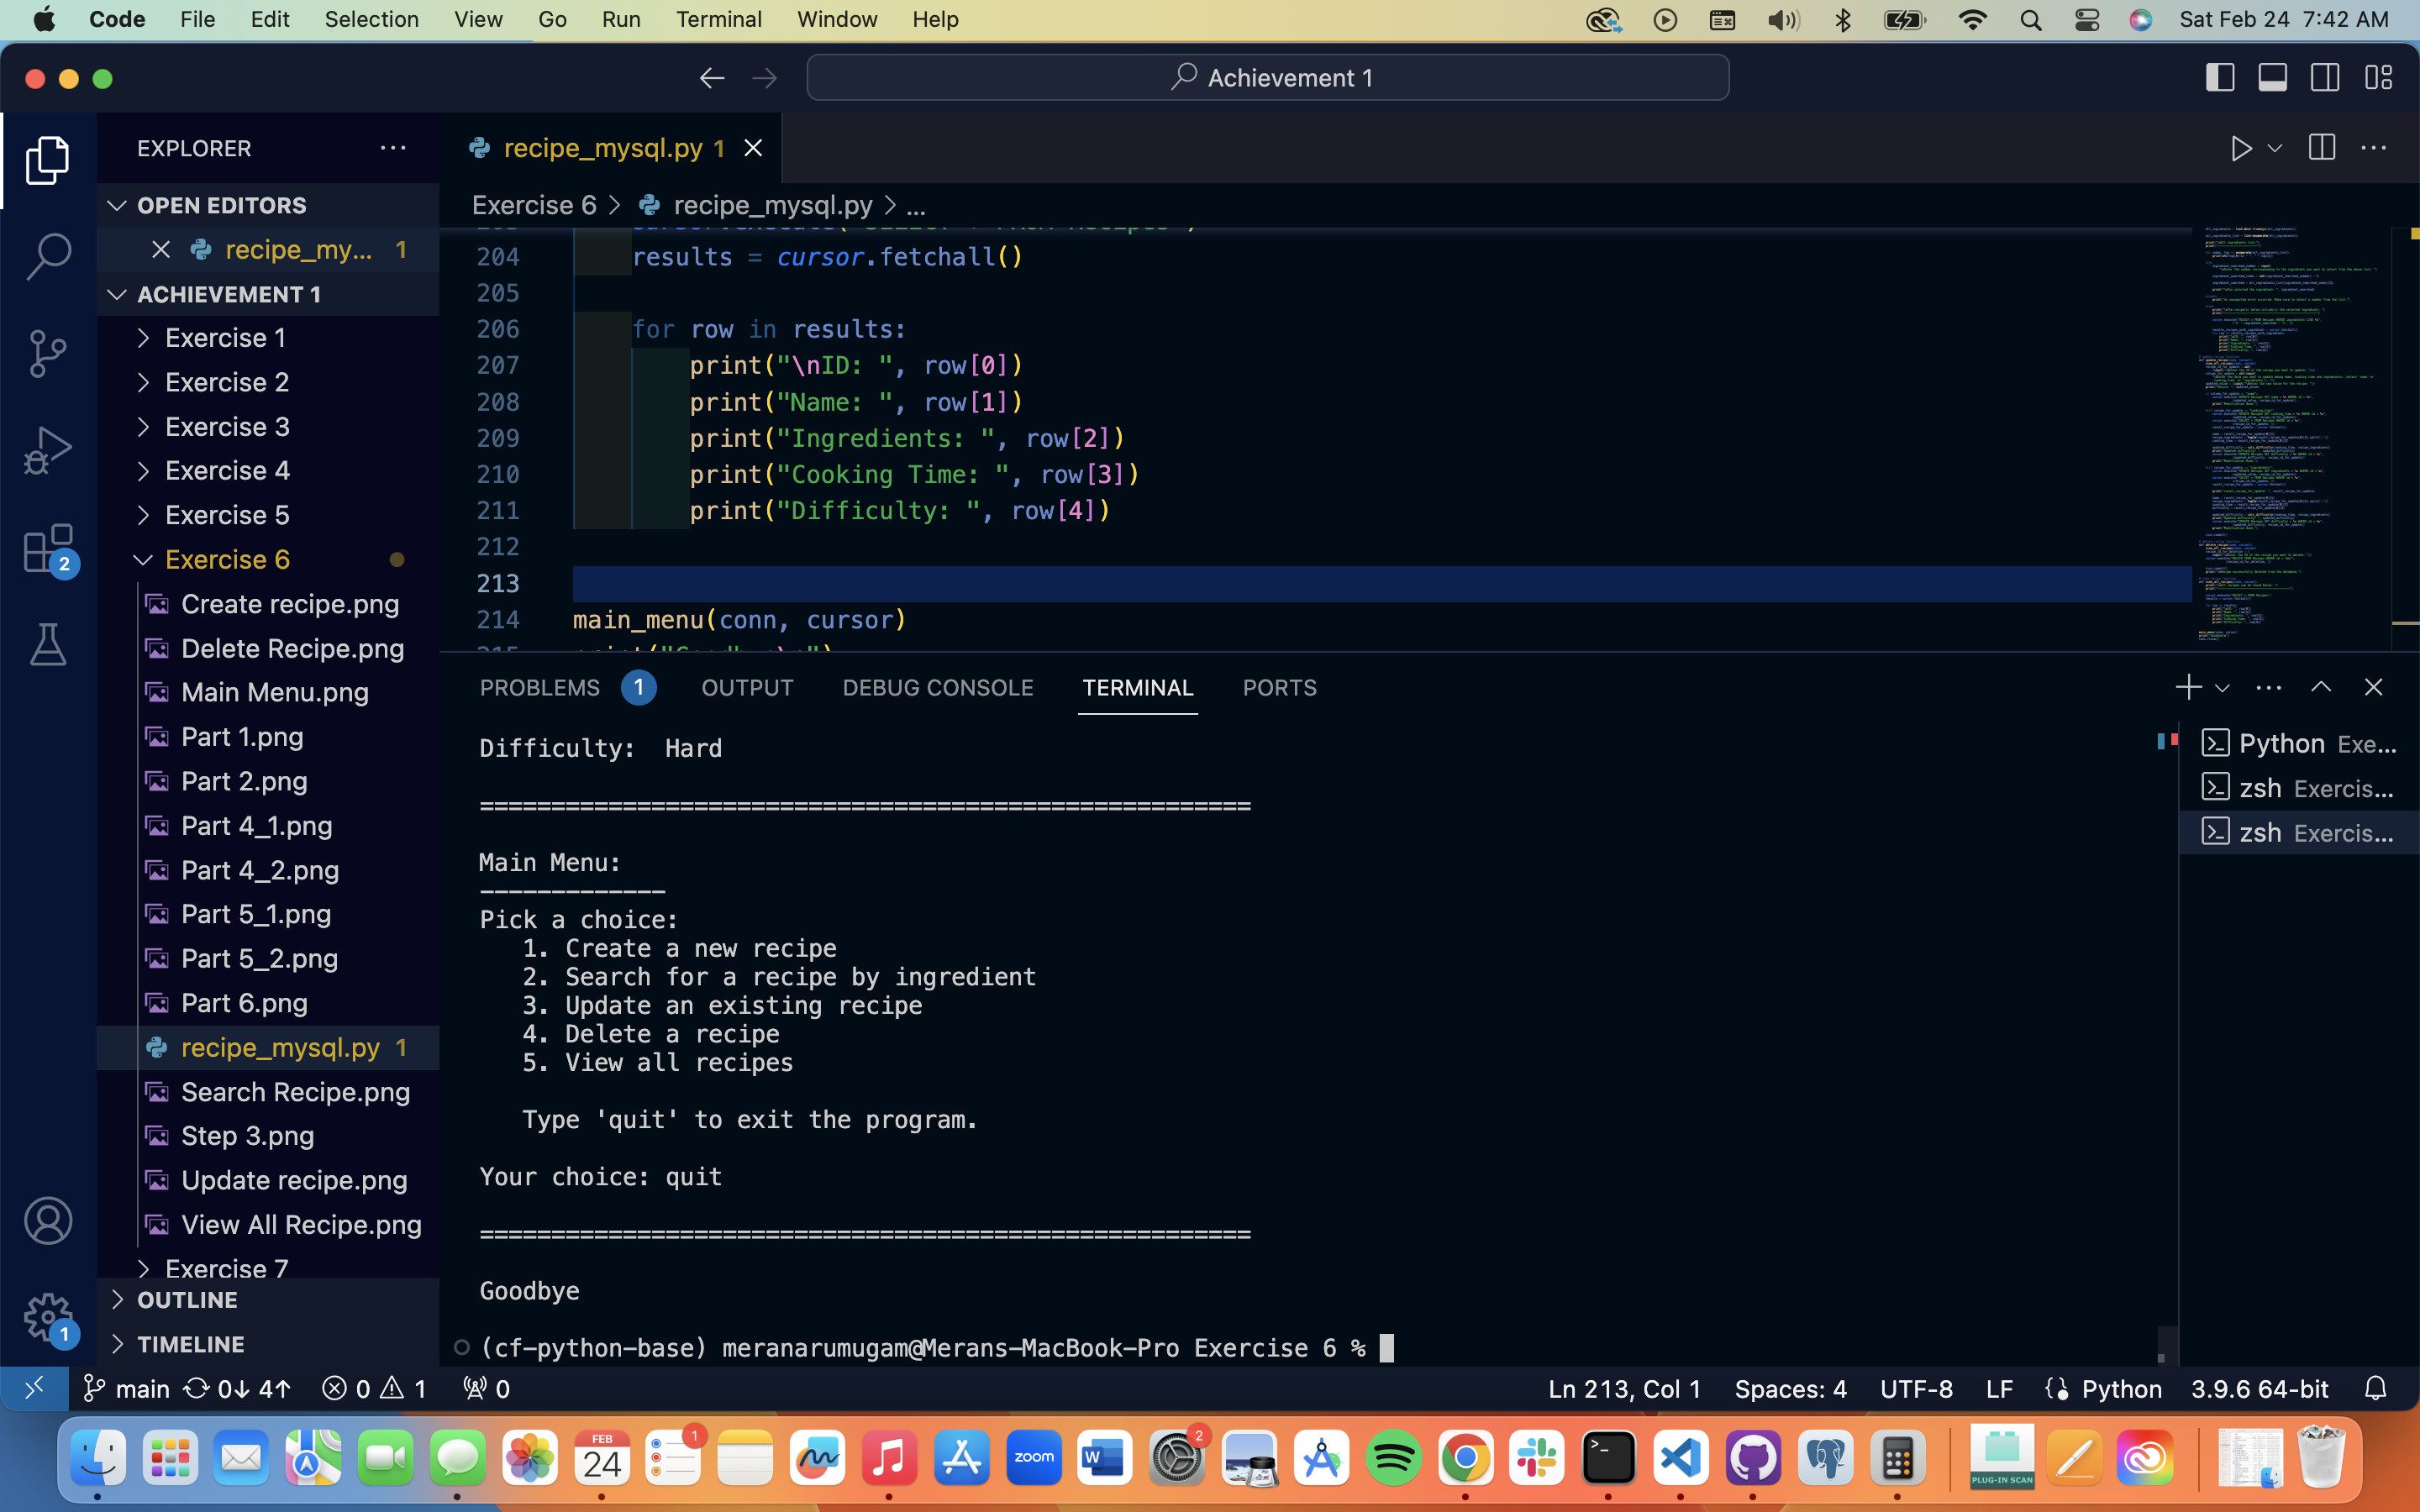 Code File Edit Selection View Go Run Terminal Window Help Sat Feb 24 7:42 AM
Achievement 1
EXPLORER
recipe_mysql.py 1
OPEN EDITORS
Exercise 6 > recipe_mysql.py > ...
recipe_my... 1
ACHIEVEMENT 1
Exercise 1
Exercise 2
Exercise 3
Exercise 4
Exercise 5
Exercise 6
Create recipe.png
Delete Recipe.png
Main Menu.png
Part 1.png
Part 2.png
Part 4_1.png
Part 4_2.png
Part 5_1.png
Part 5_2.png
Part 6.png
recipe_mysql.py 1
Search Recipe.png
Step 3.png
Update recipe.png
View All Recipe.png
Exercise 7
OUTLINE
TIMELINE
2
1
204 results = cursor.fetchall()
205
206 for row in results:
207 print("\nID: ", row[0])
208 print("Name: ", row[1])
209 print("Ingredients: ", row[2])
210 print("Cooking Time: ", row[3])
211 print("Difficulty: ", row[4])
212
213
214 main_menu(conn, cursor)
PROBLEMS 1 OUTPUT DEBUG CONSOLE TERMINAL PORTS
Difficulty:  Hard
======================================================
Main Menu:
-------------
Pick a choice:
1. Create a new recipe
2. Search for a recipe by ingredient
3. Update an existing recipe
4. Delete a recipe
5. View all recipes
Type 'quit' to exit the program.
Your choice: quit
======================================================
Goodbye
(cf-python-base) meranarumugam@Merans-MacBook-Pro Exercise 6 %
Python Exe...
zsh Exercis...
zsh Exercis...
main 0↓ 4↑ 0 1 0 Ln 213, Col 1 Spaces: 4 UTF-8 LF Python 3.9.6 64-bit
FEB
24
1
zoom
W
2
PLUG-IN SCAN